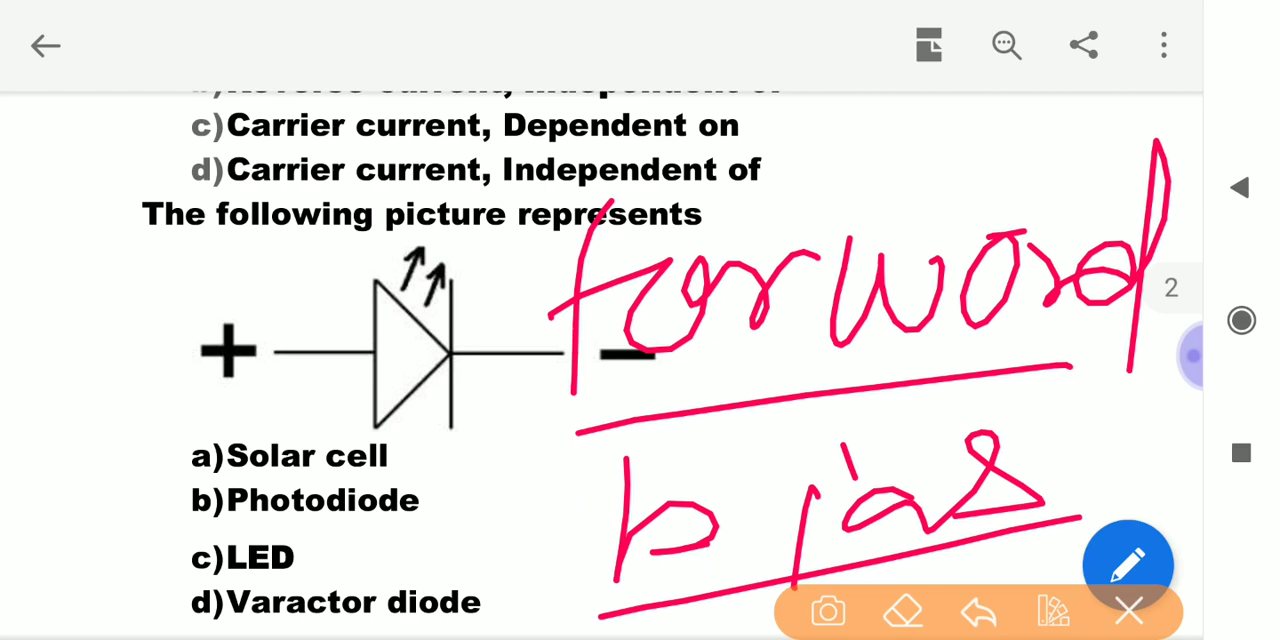 c)Carrier current, Dependent on
d)Carrier current, Independent of
The following picture represents
+ −
forword
bias
2
a)Solar cell
b)Photodiode
c)LED
d)Varactor diode